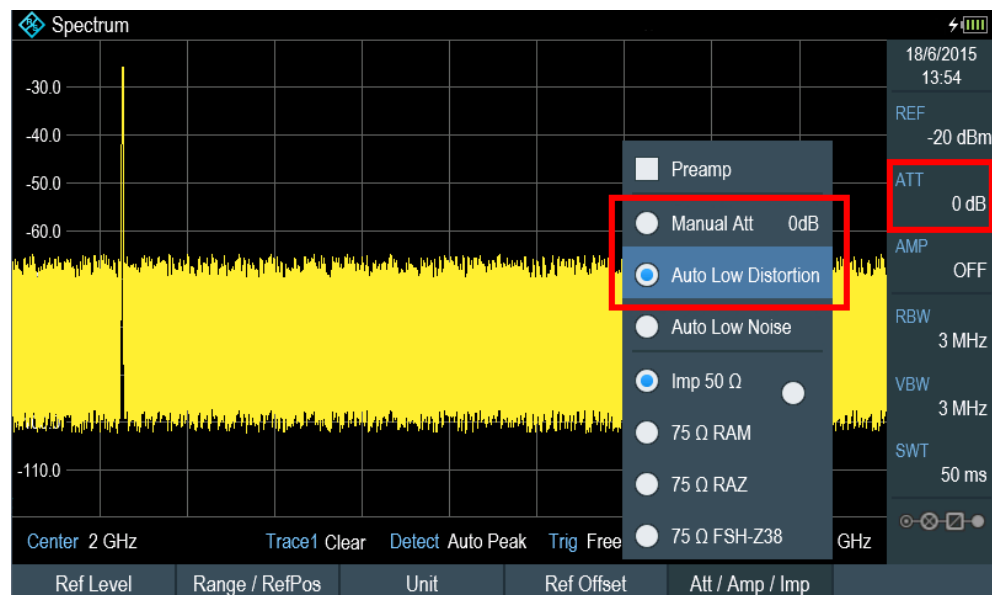 Spectrum
18/6/2015
13:54
-30.0
REF
-20 dBm
-40.0
Preamp
-50.0
ATT
0 dB
Manual Att 0dB
-60.0
AMP
OFF
Auto Low Distortion
RBW
3 MHz
Auto Low Noise
Imp 50 Ω
VBW
3 MHz
75 Ω RAM
SWT
50 ms
-110.0
75 Ω RAZ
Center 2 GHz Trace1 Clear Detect Auto Peak Trig Free 75 Ω FSH-Z38 GHz
Ref Level Range / RefPos Unit Ref Offset Att / Amp / Imp